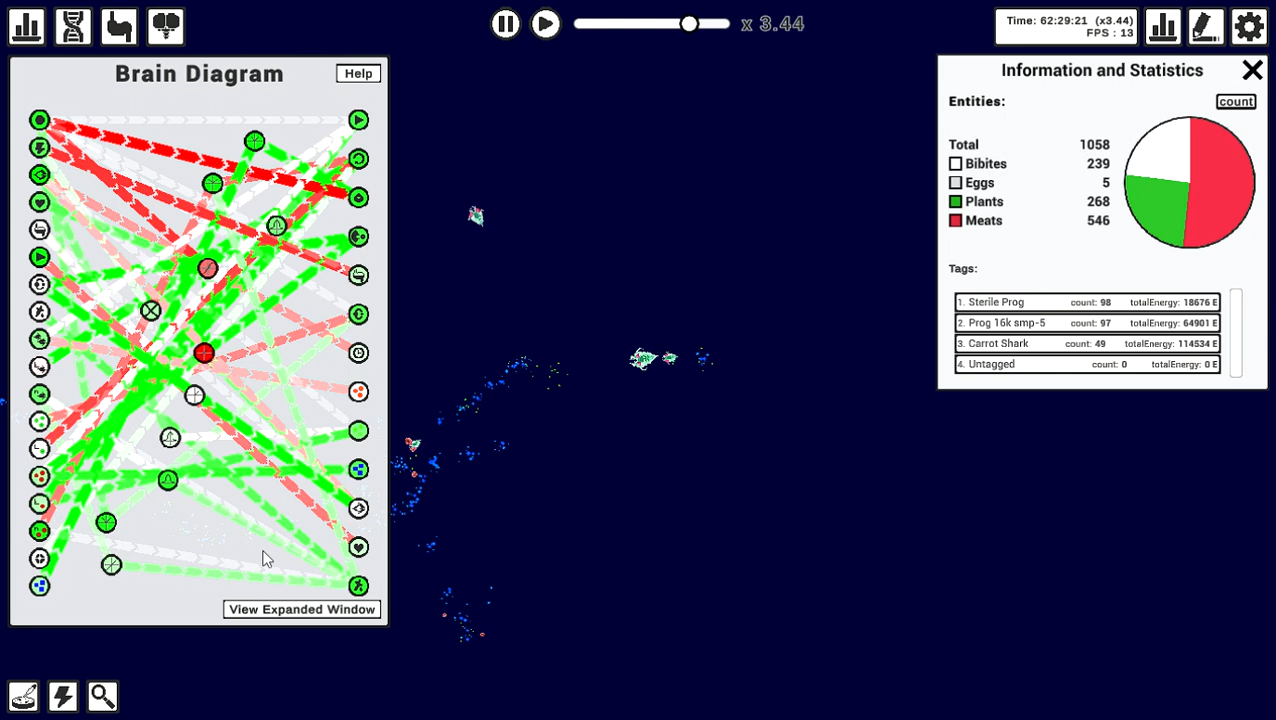 x 3.44
Time: 62:29:21 (x3.44)
FPS : 13
Brain Diagram
Help
View Expanded Window
Information and Statistics
Entities:
count
Total 1058
Bibites 239
Eggs 5
Plants 268
Meats 546
Tags:
1. Sterile Prog count: 98 totalEnergy: 18676 E
2. Prog 16k smp-5 count: 97 totalEnergy: 64901 E
3. Carrot Shark count: 49 totalEnergy: 114534 E
4. Untagged count: 0 totalEnergy: 0 E